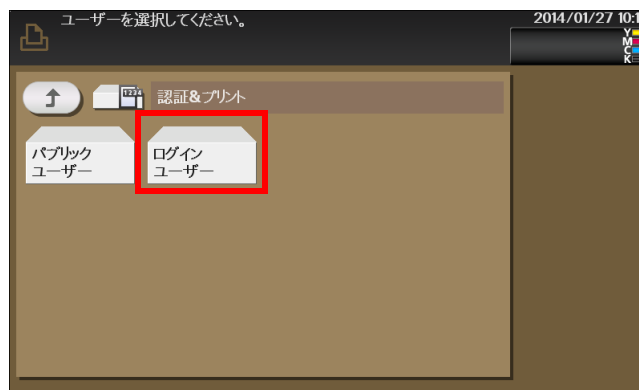 ユーザーを選択してください。
2014/01/27 10:1
Y
M
C
K
1234
認証&プリント
パブリック
ユーザー
ログイン
ユーザー